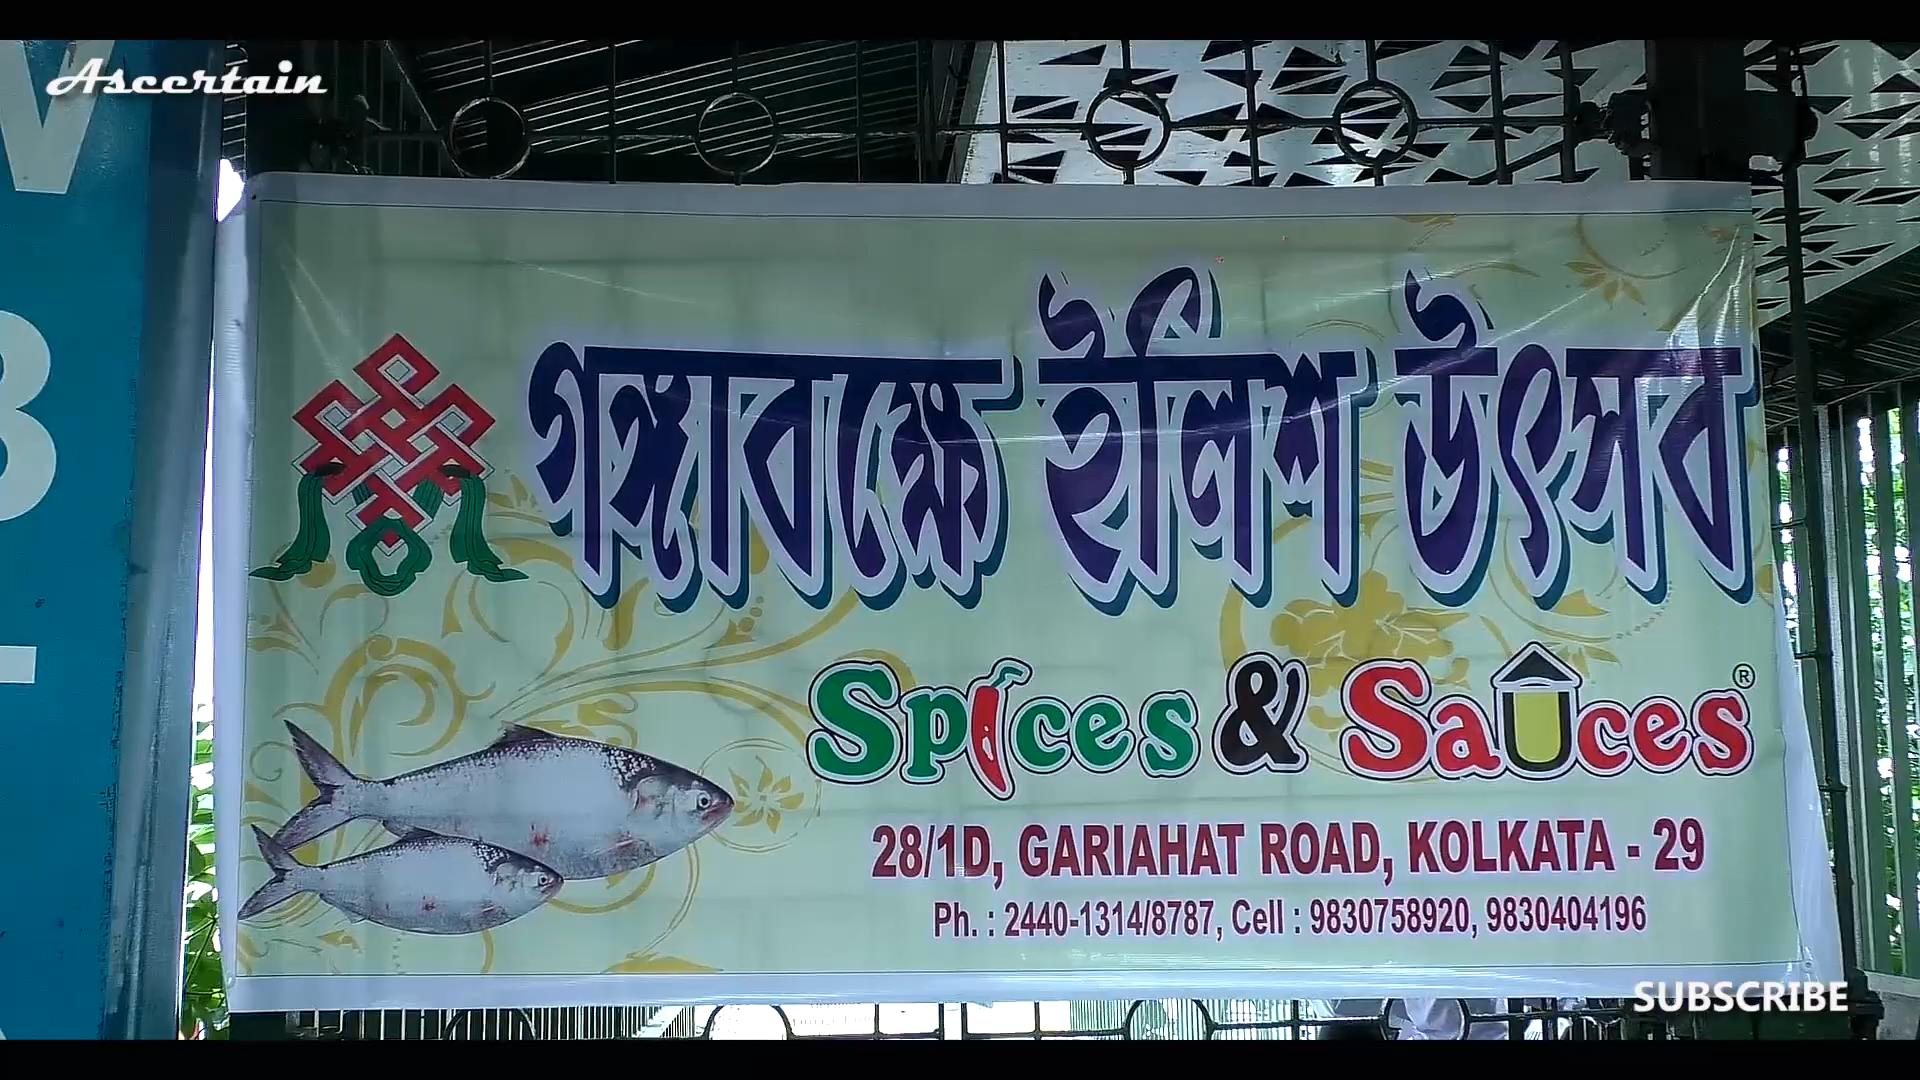 Ascertain
গঙ্গাবক্ষে ইলিশ উৎসব
Spices & Sauces®
28/1D, GARIAHAT ROAD, KOLKATA - 29
Ph. : 2440-1314/8787, Cell : 9830758920, 9830404196
SUBSCRIBE